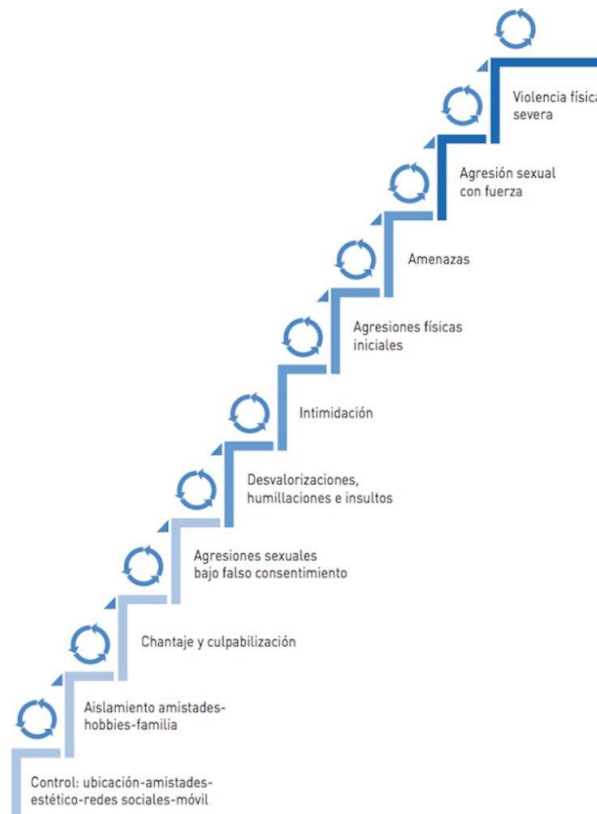 Violencia física
severa
Agresión sexual
con fuerza
Amenazas
Agresiones físicas
iniciales
Intimidación
Desvalorizaciones,
humillaciones e insultos
Agresiones sexuales
bajo falso consentimiento
Chantaje y culpabilización
Aislamiento amistades-
hobbies-familia
Control: ubicación-amistades-
estético-redes sociales-móvil